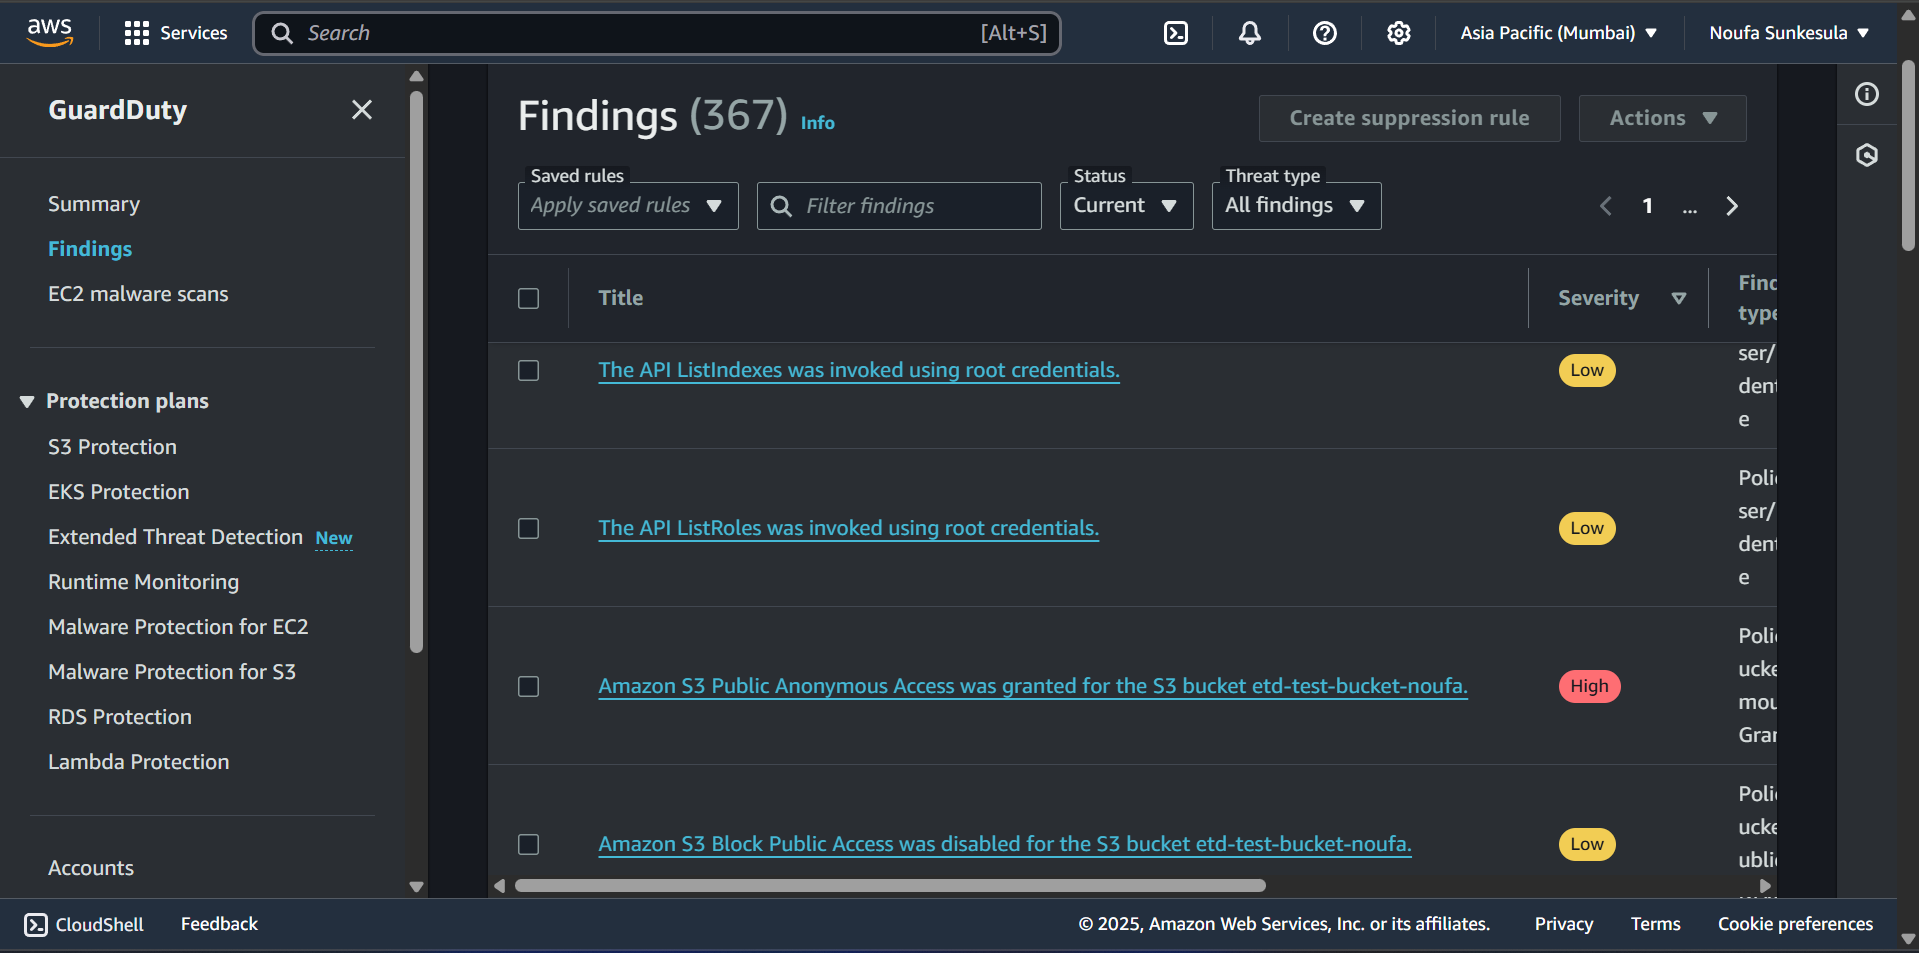 aws
Services
Search
[Alt+S]
Asia Pacific (Mumbai)
Noufa Sunkesula
GuardDuty
Summary
Findings
EC2 malware scans
Protection plans
S3 Protection
EKS Protection
Extended Threat Detection New
Runtime Monitoring
Malware Protection for EC2
Malware Protection for S3
RDS Protection
Lambda Protection
Accounts
Findings (367) Info
Create suppression rule
Actions
Saved rules
Apply saved rules
Filter findings
Status
Current
Threat type
All findings
1 ...
Title
Severity
Find
type
The API ListIndexes was invoked using root credentials.
Low
ser/
dent
e
The API ListRoles was invoked using root credentials.
Low
Polic
ser/
dent
e
Amazon S3 Public Anonymous Access was granted for the S3 bucket etd-test-bucket-noufa.
High
Polic
ucke
mou
Gran
Amazon S3 Block Public Access was disabled for the S3 bucket etd-test-bucket-noufa.
Low
Polic
ucke
ublic
CloudShell
Feedback
© 2025, Amazon Web Services, Inc. or its affiliates.
Privacy
Terms
Cookie preferences